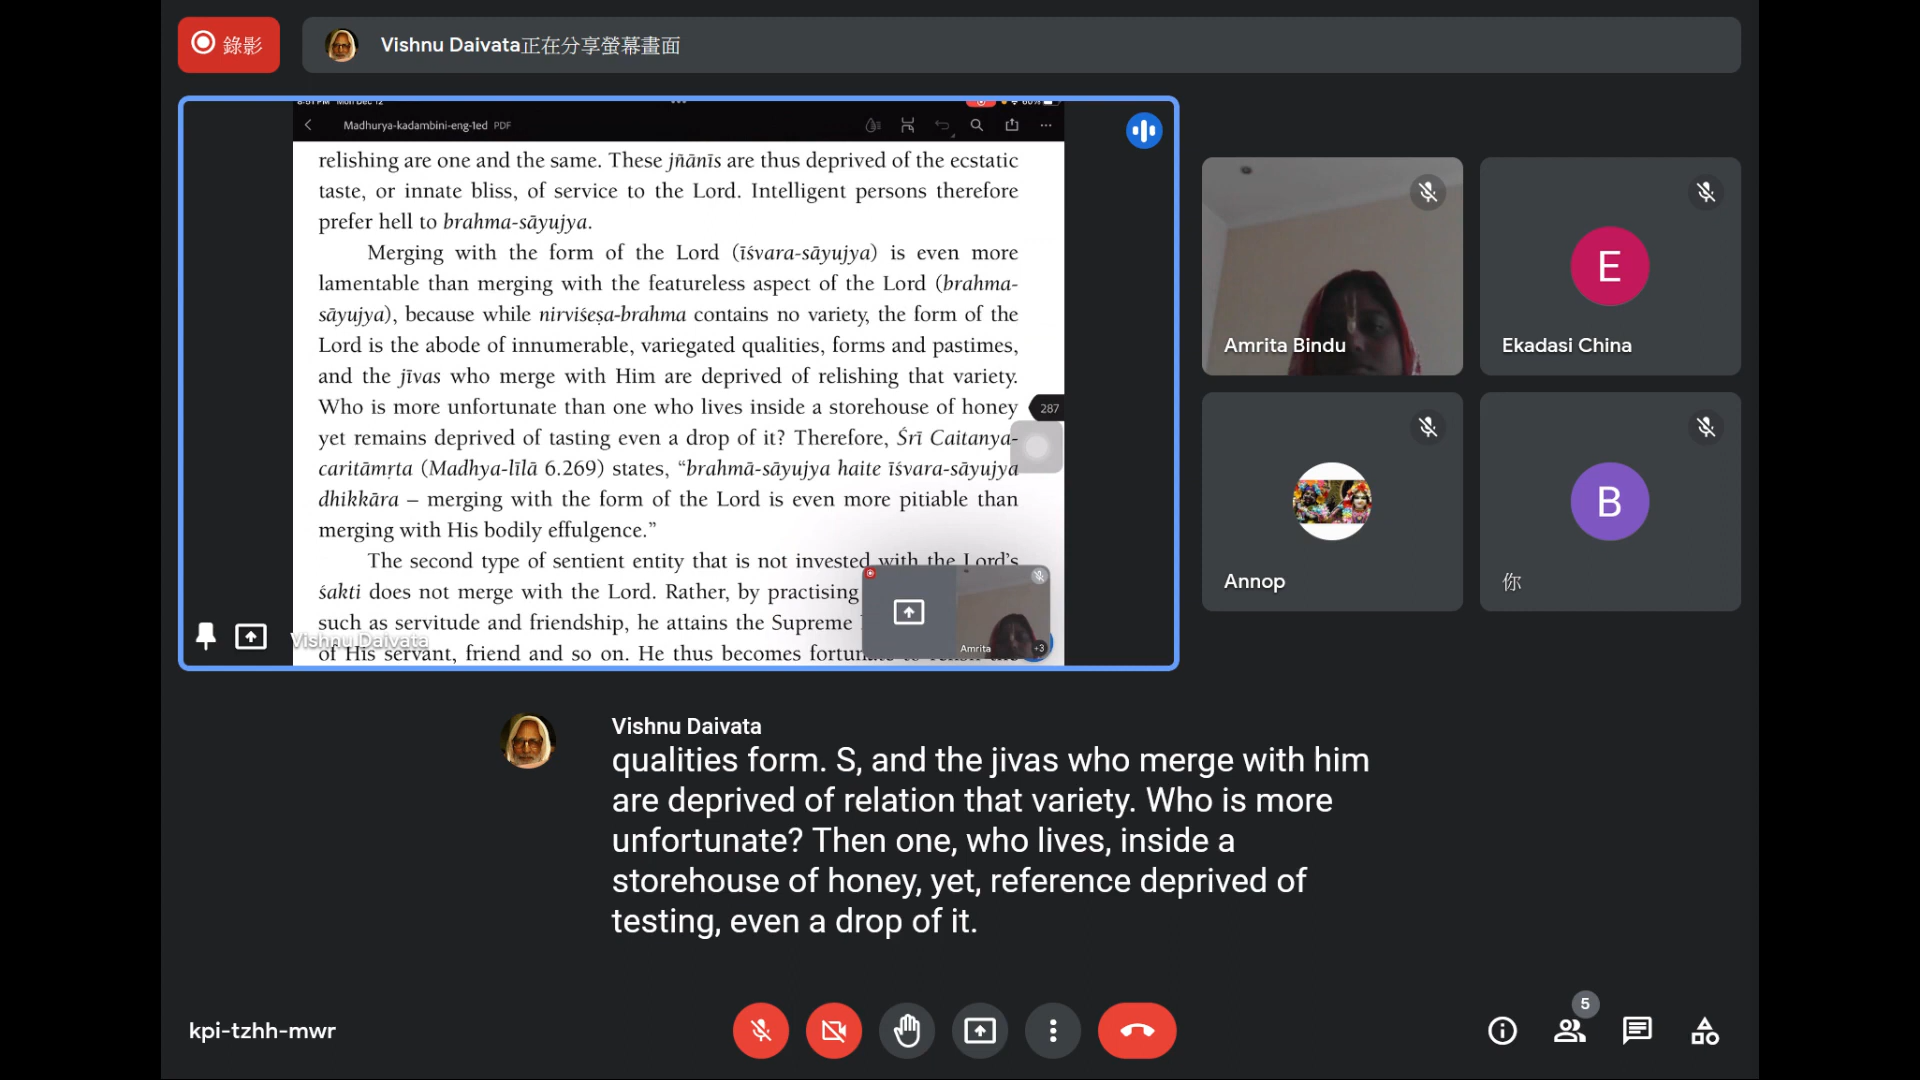 錄影
Vishnu Daivata正在分享螢幕畫面
8:51 PM Mon Dec 12
60%
Madhurya-kadambini-eng-1ed PDF
relishing are one and the same. These jñānīs are thus deprived of the ecstatic
taste, or innate bliss, of service to the Lord. Intelligent persons therefore
prefer hell to brahma-sāyujya.
Merging with the form of the Lord (īśvara-sāyujya) is even more
lamentable than merging with the featureless aspect of the Lord (brahma-
sāyujya), because while nirviśeṣa-brahma contains no variety, the form of the
Lord is the abode of innumerable, variegated qualities, forms and pastimes,
and the jīvas who merge with Him are deprived of relishing that variety.
Who is more unfortunate than one who lives inside a storehouse of honey
yet remains deprived of tasting even a drop of it? Therefore, Śrī Caitanya-
caritāmṛta (Madhya-līlā 6.269) states, “brahmā-sāyujya haite īśvara-sāyujya
dhikkāra – merging with the form of the Lord is even more pitiable than
merging with His bodily effulgence.”
The second type of sentient entity that is not invested with the Lord’s
śakti does not merge with the Lord. Rather, by practising
such as servitude and friendship, he attains the Supreme
of His servant, friend and so on. He thus becomes fortunate to relish the
287
Amrita
+3
Vishnu Daivata
Amrita Bindu
E
Ekadasi China
Annop
B
你
Vishnu Daivata
qualities form. S, and the jivas who merge with him
are deprived of relation that variety. Who is more
unfortunate? Then one, who lives, inside a
storehouse of honey, yet, reference deprived of
testing, even a drop of it.
kpi-tzhh-mwr
5